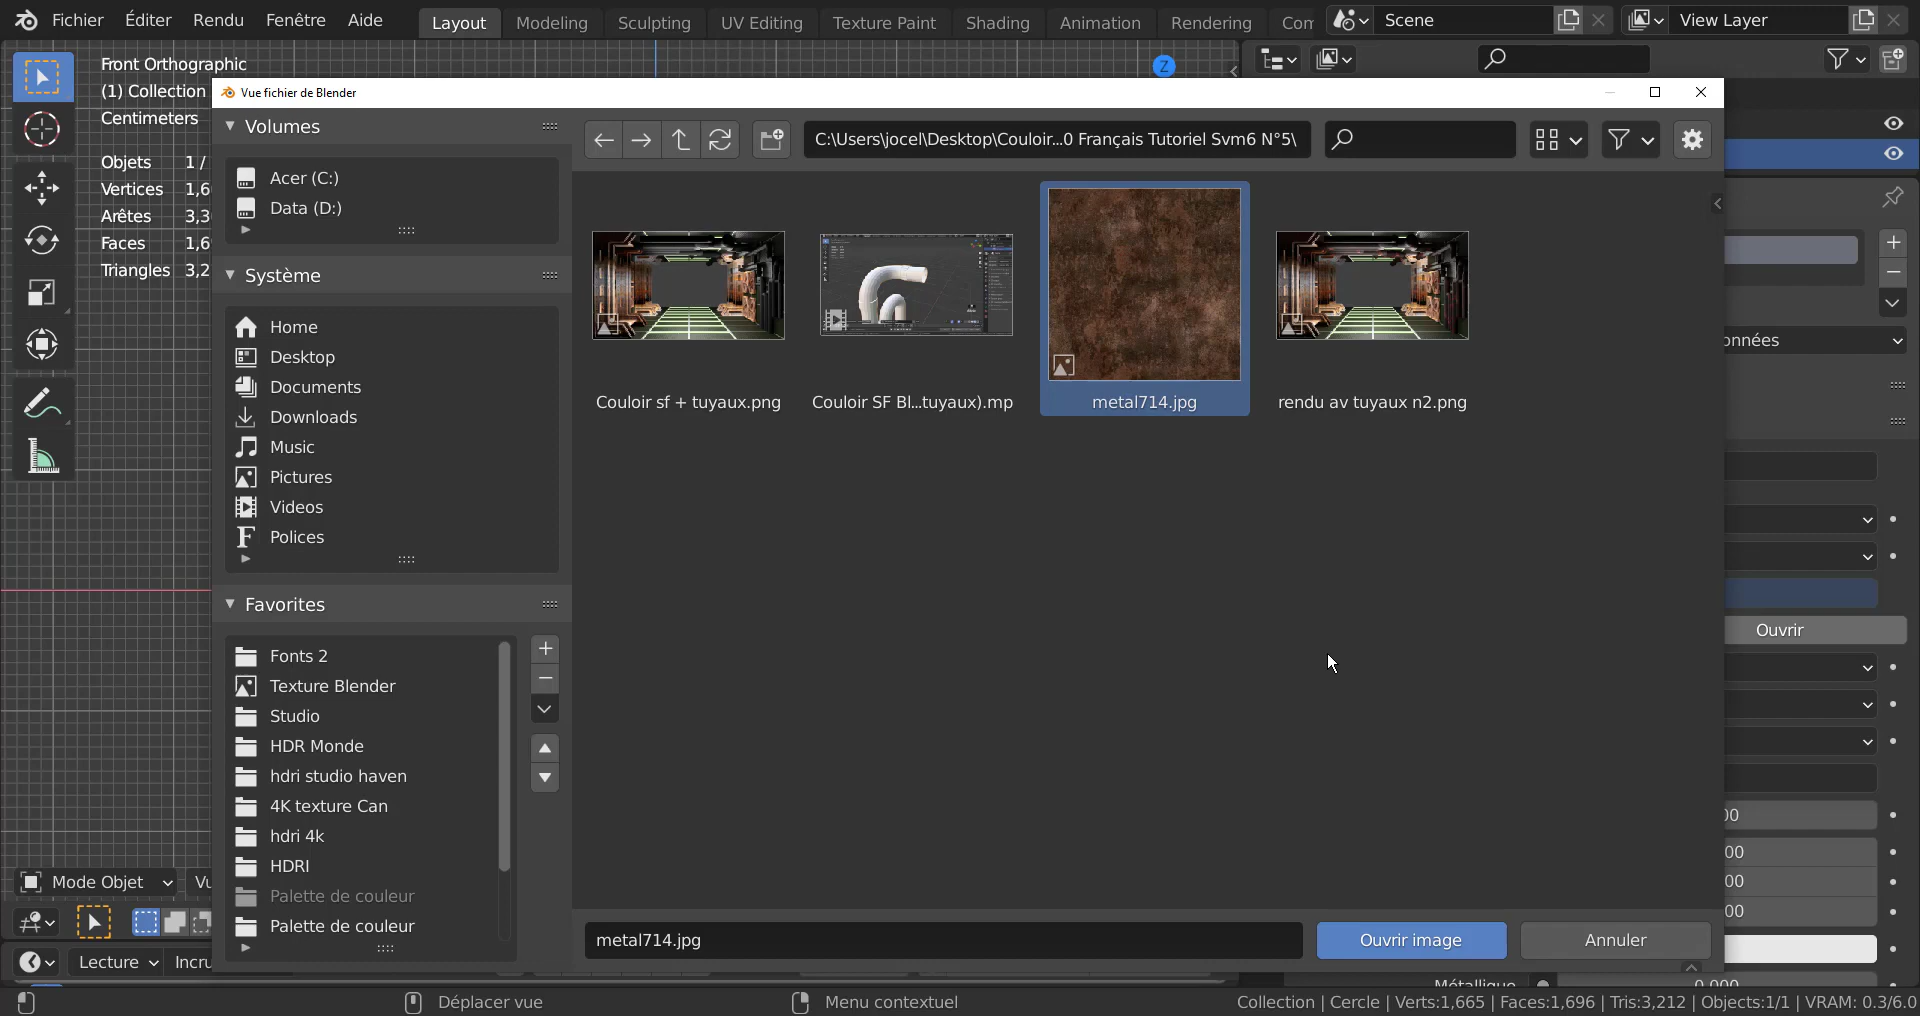 Fichier Éditer Rendu Fenêtre Aide Layout Modeling Sculpting UV Editing Texture Paint Shading Animation Rendering Scene View Layer
Front Orthographic
Z
(1) Collection
Centimeters
Objets 1 /
Vertices
Arêtes
Faces
Triangles
Vue fichier de Blender
Volumes
Acer (C:)
Data (D:)
Système
Home
Desktop
Documents
Downloads
Music
Pictures
Videos
Polices
Favorites
Fonts 2
Texture Blender
Studio
HDR Monde
hdri studio haven
4K texture Can
hdri 4k
HDRI
Palette de couleur
Palette de couleur
C:\Users\jocel\Desktop\Couloir...0 Français Tutoriel Svm6 N°5\
Couloir sf + tuyaux.png
Couloir SF Bl...tuyaux).mp
metal714.jpg
rendu av tuyaux n2.png
metal714.jpg
Ouvrir image
Annuler
Ouvrir
Mode Objet
Lecture
Métallique 0.000
Déplacer vue
Menu contextuel
Collection | Cercle | Verts:1,665 | Faces:1,696 | Tris:3,212 | Objects:1/1 | VRAM: 0.3/6.0